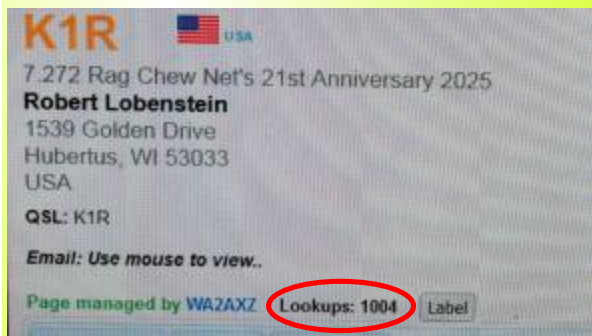 K1R USA
7.272 Rag Chew Net's 21st Anniversary 2025
Robert Lobenstein
1539 Golden Drive
Hubertus, WI 53033
USA
QSL: K1R
Email: Use mouse to view..
Page managed by WA2AXZ Lookups: 1004 Label